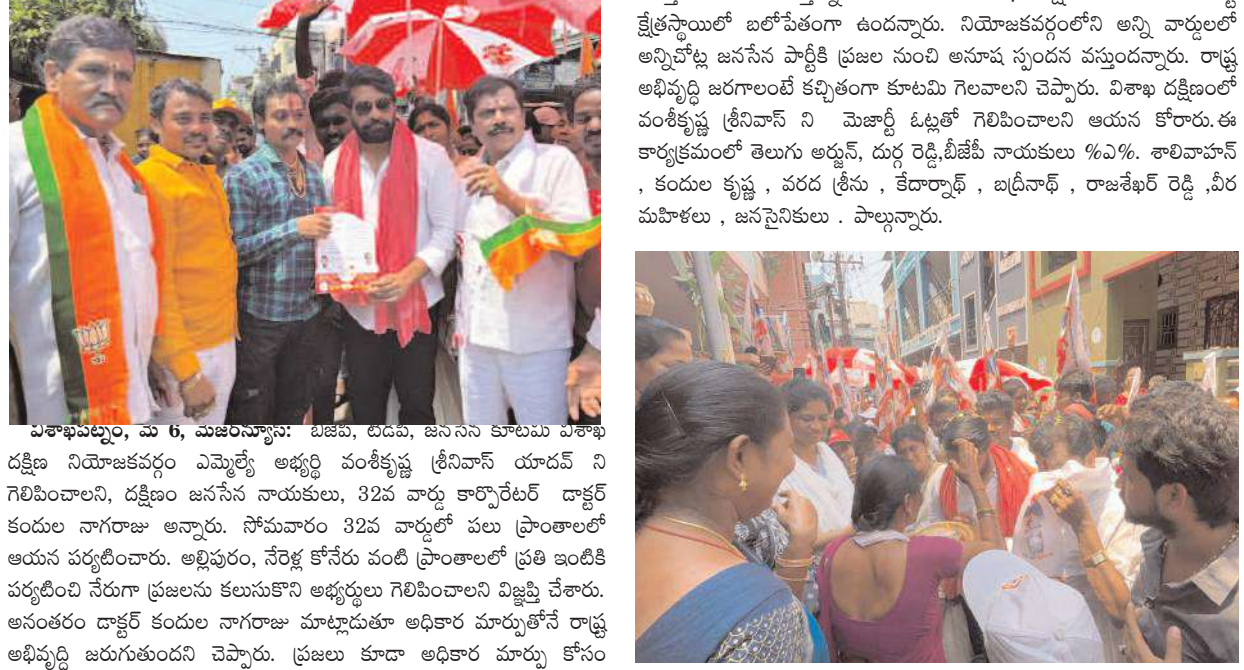 విశాఖపట్నం, మే 6, మేజర్‌న్యూస్: బీజేపీ, టీడీపీ, జనసేన కూటమి విశాఖ
దక్షిణ నియోజకవర్గం ఎమ్మెల్యే అభ్యర్థి వంశీకృష్ణ శ్రీనివాస్ యాదవ్ ని
గెలిపించాలని, దక్షిణం జనసేన నాయకులు, 32వ వార్డు కార్పొరేటర్ డాక్టర్
కందుల నాగరాజు అన్నారు. సోమవారం 32వ వార్డులో పలు ప్రాంతాలలో
ఆయన పర్యటించారు. అల్లిపురం, నేరెళ్ల కోనేరు వంటి ప్రాంతాలలో ప్రతి ఇంటికి
పర్యటించి నేరుగా ప్రజలను కలుసుకొని అభ్యర్థులు గెలిపించాలని విజ్ఞప్తి చేశారు.
అనంతరం డాక్టర్ కందుల నాగరాజు మాట్లాడుతూ అధికార మార్పుతోనే రాష్ట్ర
అభివృద్ధి జరుగుతుందని చెప్పారు. ప్రజలు కూడా అధికార మార్పు కోసం
క్షేత్రస్థాయిలో బలోపేతంగా ఉందన్నారు. నియోజకవర్గంలోని అన్ని వార్డులలో
అన్నిచోట్ల జనసేన పార్టీకి ప్రజల నుంచి అనూష స్పందన వస్తుందన్నారు. రాష్ట్ర
అభివృద్ధి జరగాలంటే కచ్చితంగా కూటమి గెలవాలని చెప్పారు. విశాఖ దక్షిణంలో
వంశీకృష్ణ శ్రీనివాస్ ని మెజార్టీ ఓట్లతో గెలిపించాలని ఆయన కోరారు.ఈ
కార్యక్రమంలో తెలుగు అర్జున్, దుర్గ రెడ్డి,బీజేపీ నాయకులు %ఎ%. శాలివాహన్
, కందుల కృష్ణ , వరద శ్రీను , కేదార్నాథ్ , బద్రీనాథ్ , రాజశేఖర్ రెడ్డి ,వీర
మహిళలు , జనసైనికులు . పాల్గున్నారు.